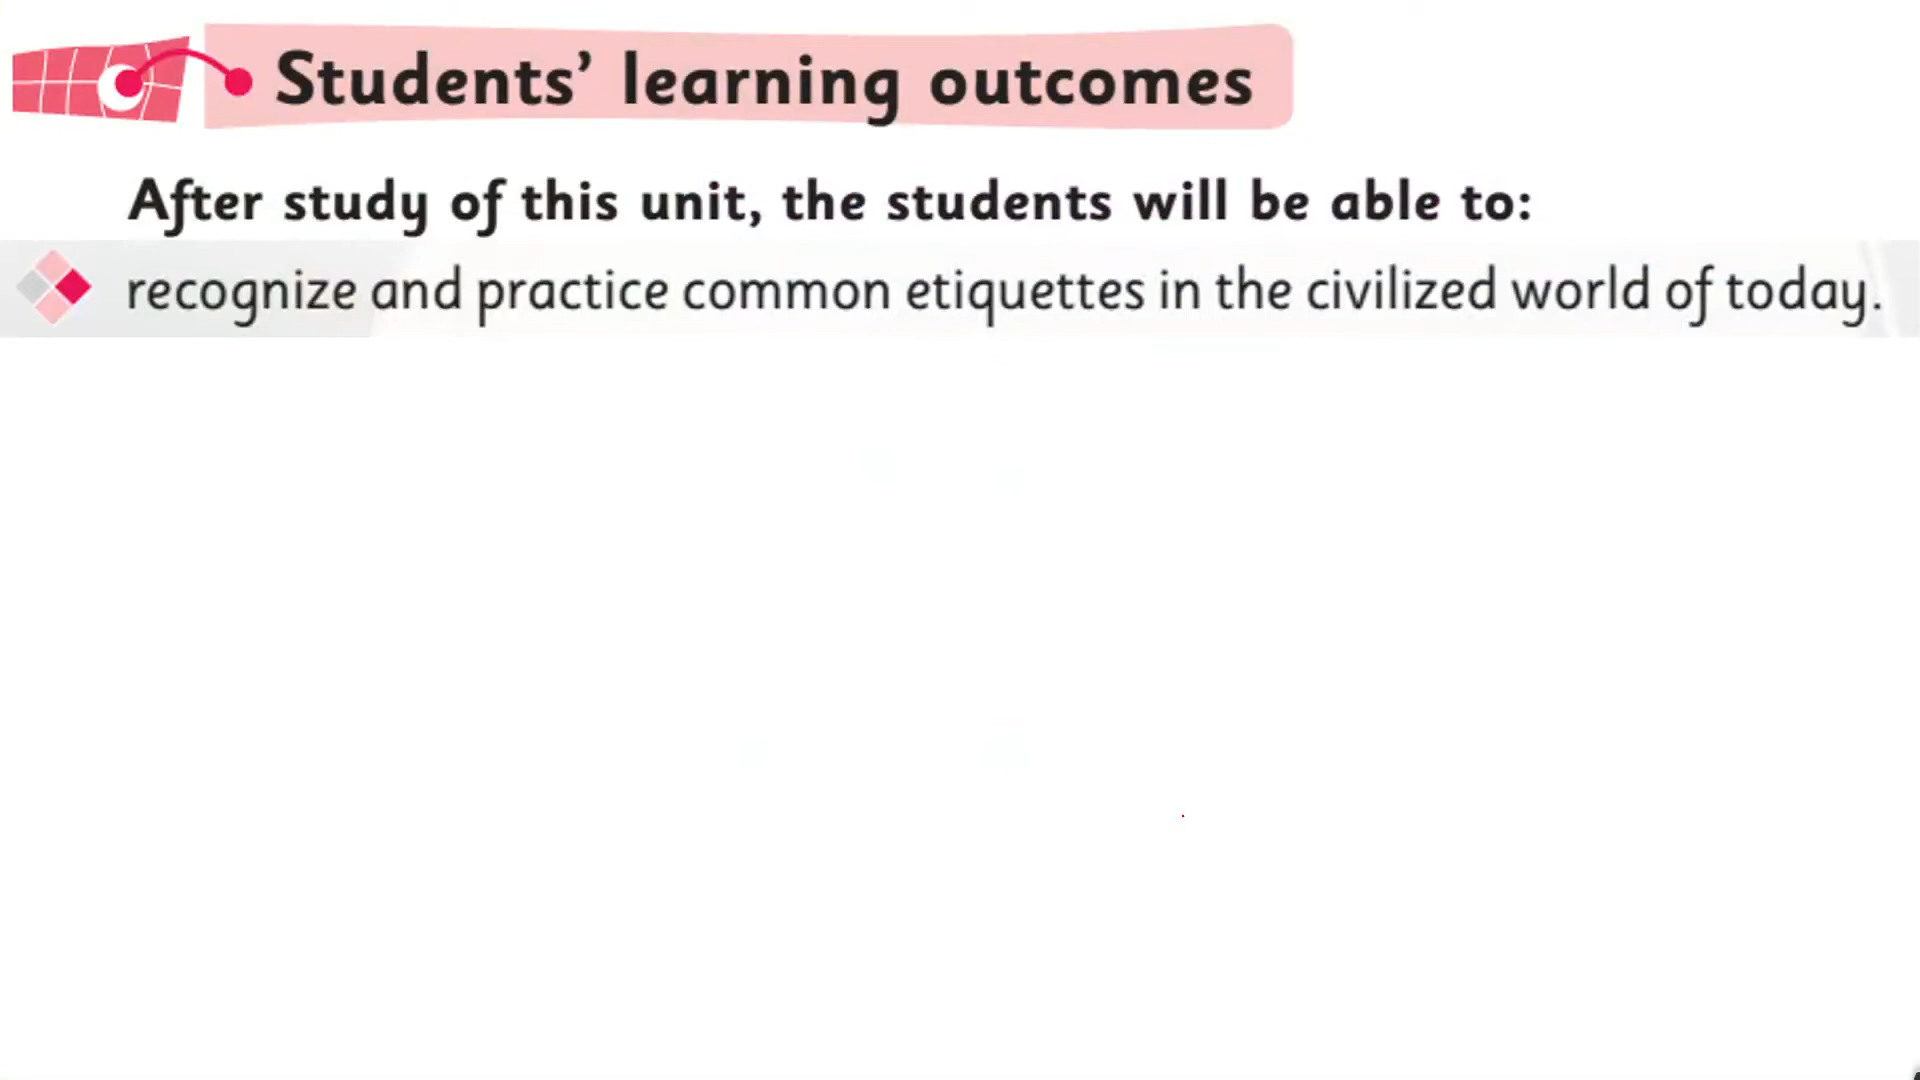 Students’ learning outcomes
After study of this unit, the students will be able to:
recognize and practice common etiquettes in the civilized world of today.